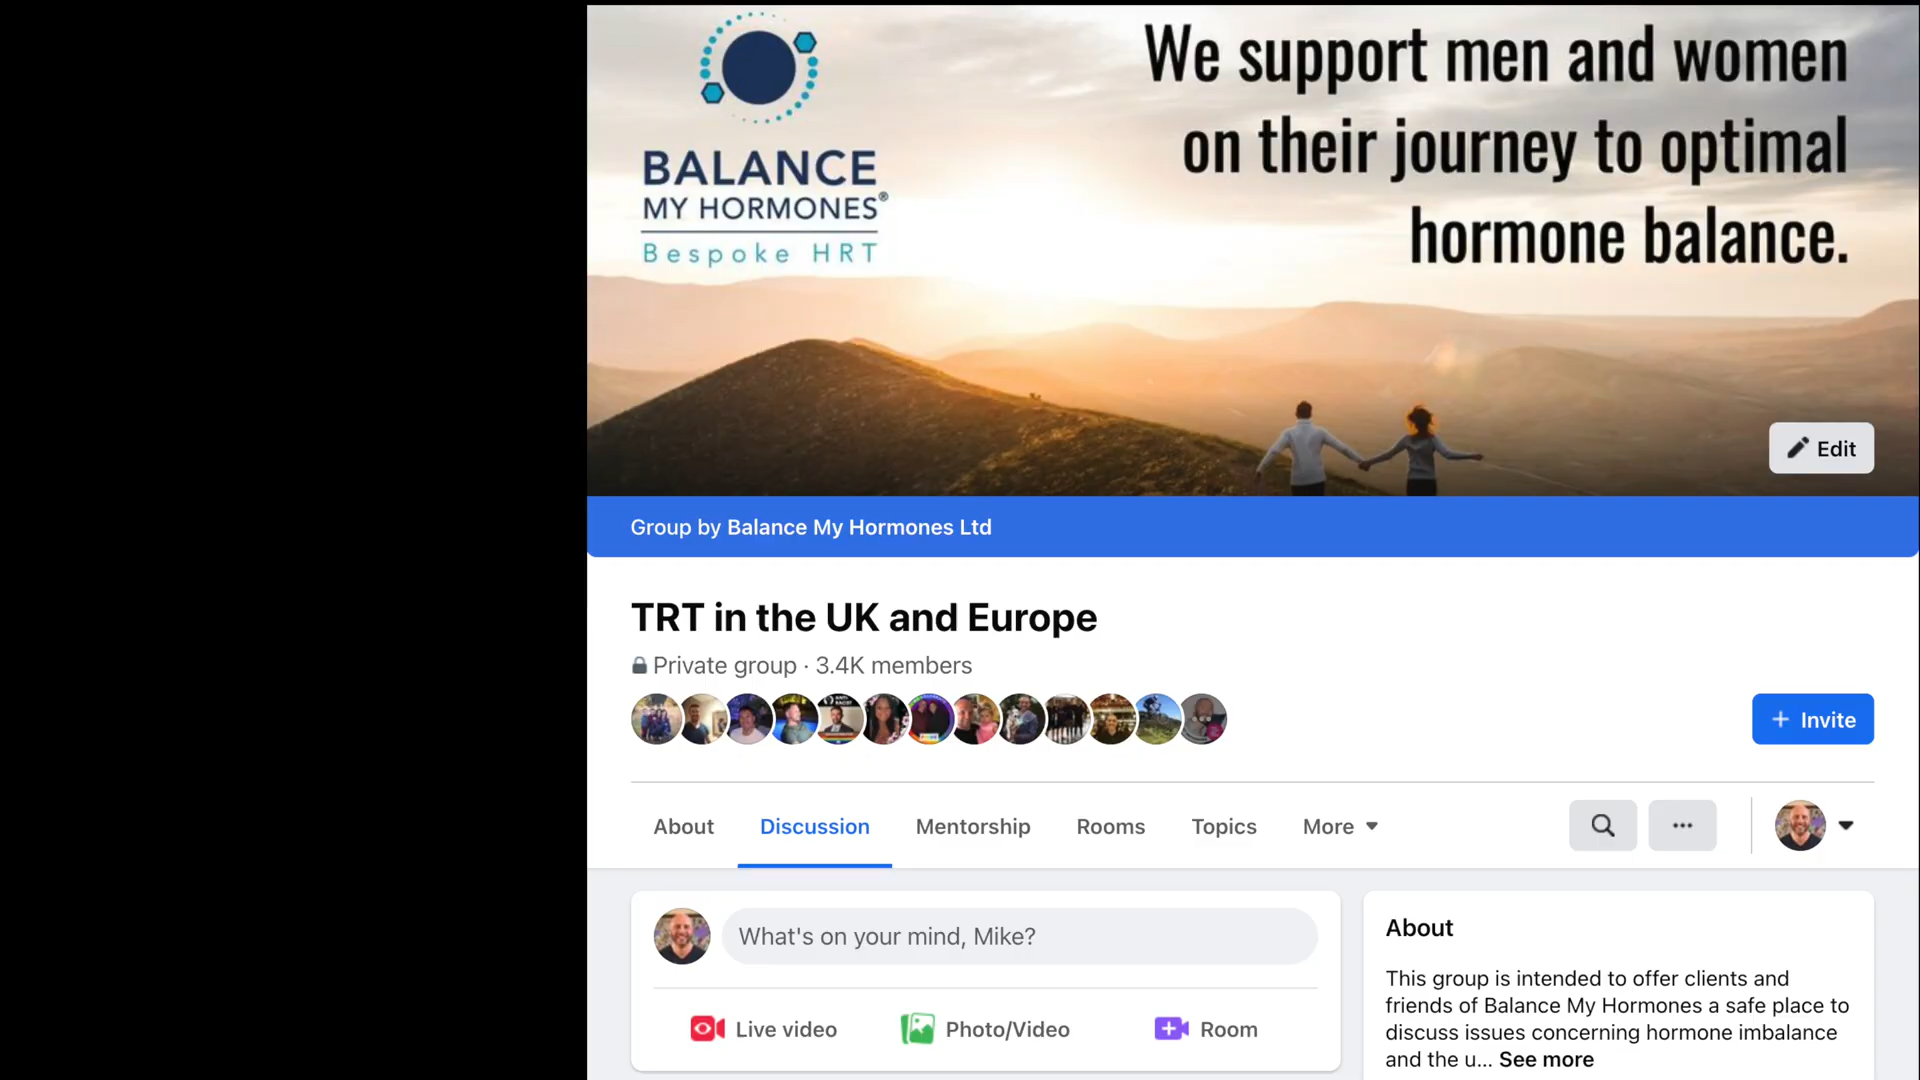 We support men and women
on their journey to optimal
hormone balance.
BALANCE
MY HORMONES®
Bespoke HRT
Edit
Group by Balance My Hormones Ltd
TRT in the UK and Europe
Private group · 3.4K members
+ Invite
About Discussion Mentorship Rooms Topics More
What's on your mind, Mike?
Live video Photo/Video Room
About
This group is intended to offer clients and
friends of Balance My Hormones a safe place to
discuss issues concerning hormone imbalance
and the u... See more